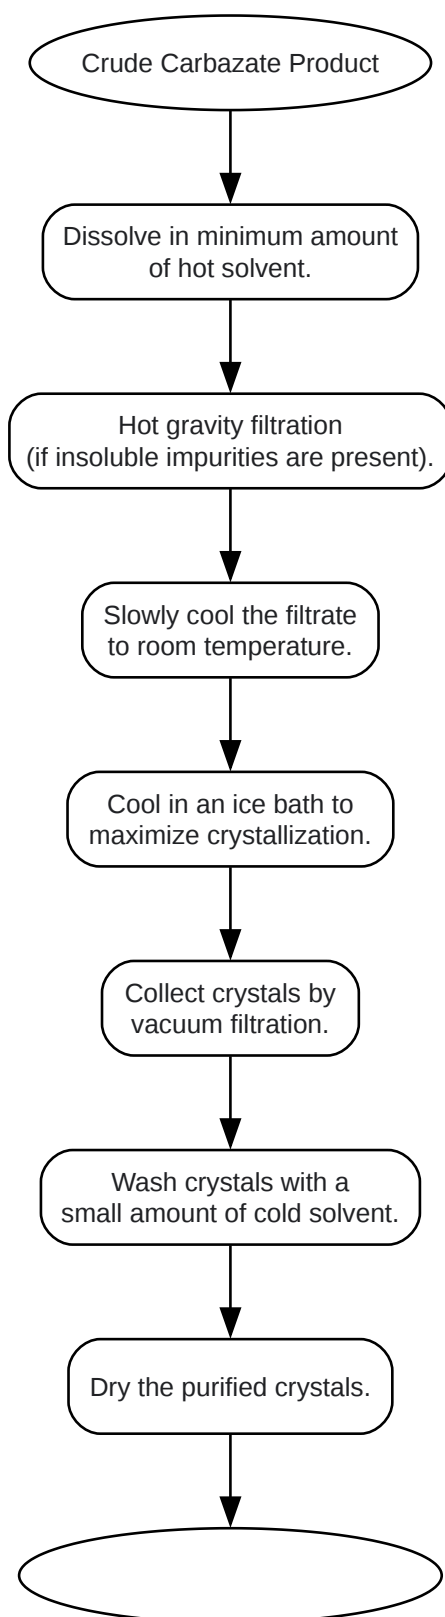 Crude Carbazate Product
Dissolve in minimum amount
of hot solvent.
Hot gravity filtration
(if insoluble impurities are present).
Slowly cool the filtrate
to room temperature.
Cool in an ice bath to
maximize crystallization.
Collect crystals by
vacuum filtration.
Wash crystals with a
small amount of cold solvent.
Dry the purified crystals.